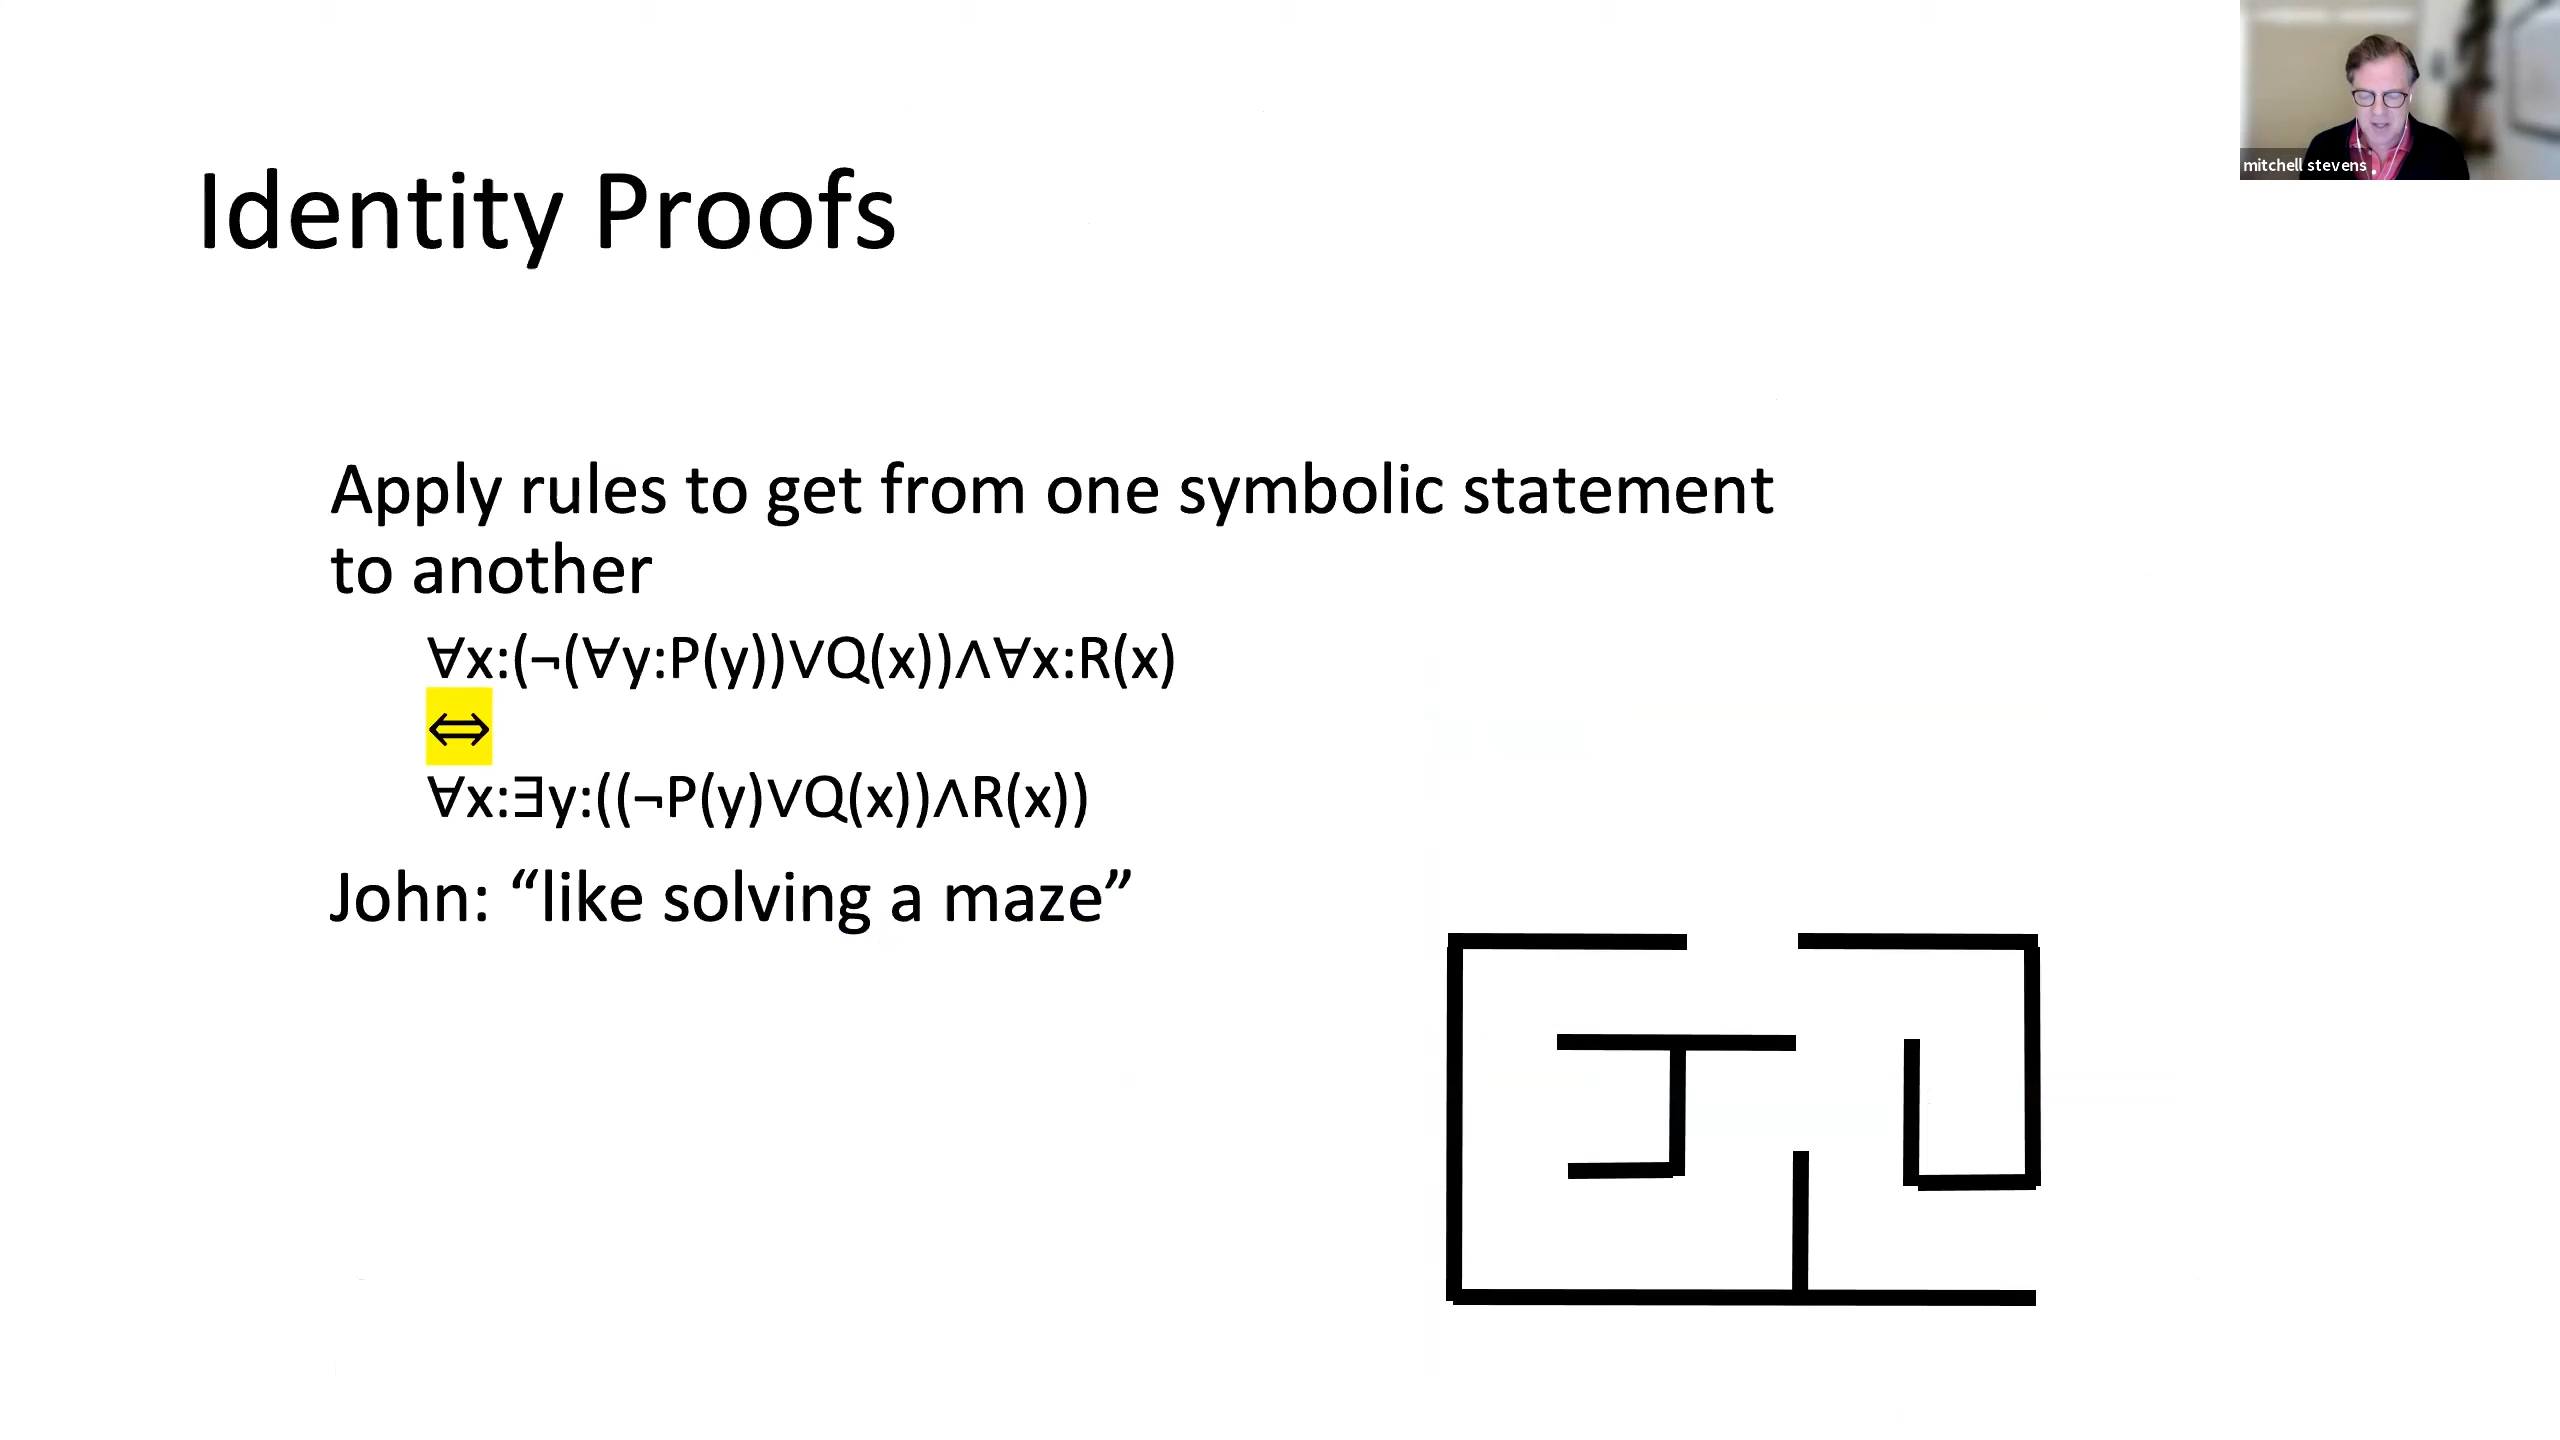 mitchell stevens
Identity Proofs
Apply rules to get from one symbolic statement
to another
∀x:(¬(∀y:P(y))∨Q(x))∧∀x:R(x)
⇔
∀x:∃y:((¬P(y)∨Q(x))∧R(x))
John: “like solving a maze”